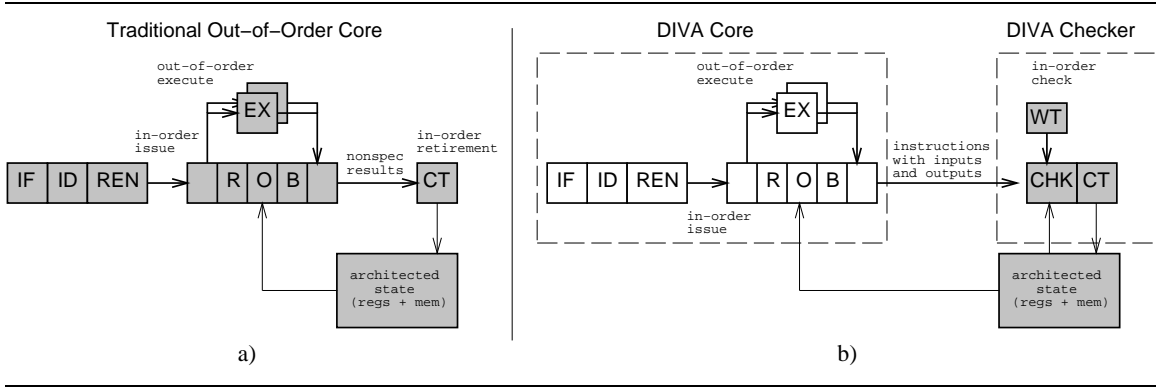 Traditional Out-of-Order Core
out-of-order
execute
EX
in-order
issue
in-order
retirement
nonspec
results
IF ID REN
R O B
CT
architected
state
(regs + mem)
a)
DIVA Core
out-of-order
execute
EX
IF ID REN
R O B
in-order
issue
instructions
with inputs
and outputs
DIVA Checker
in-order
check
WT
CHK CT
architected
state
(regs + mem)
b)